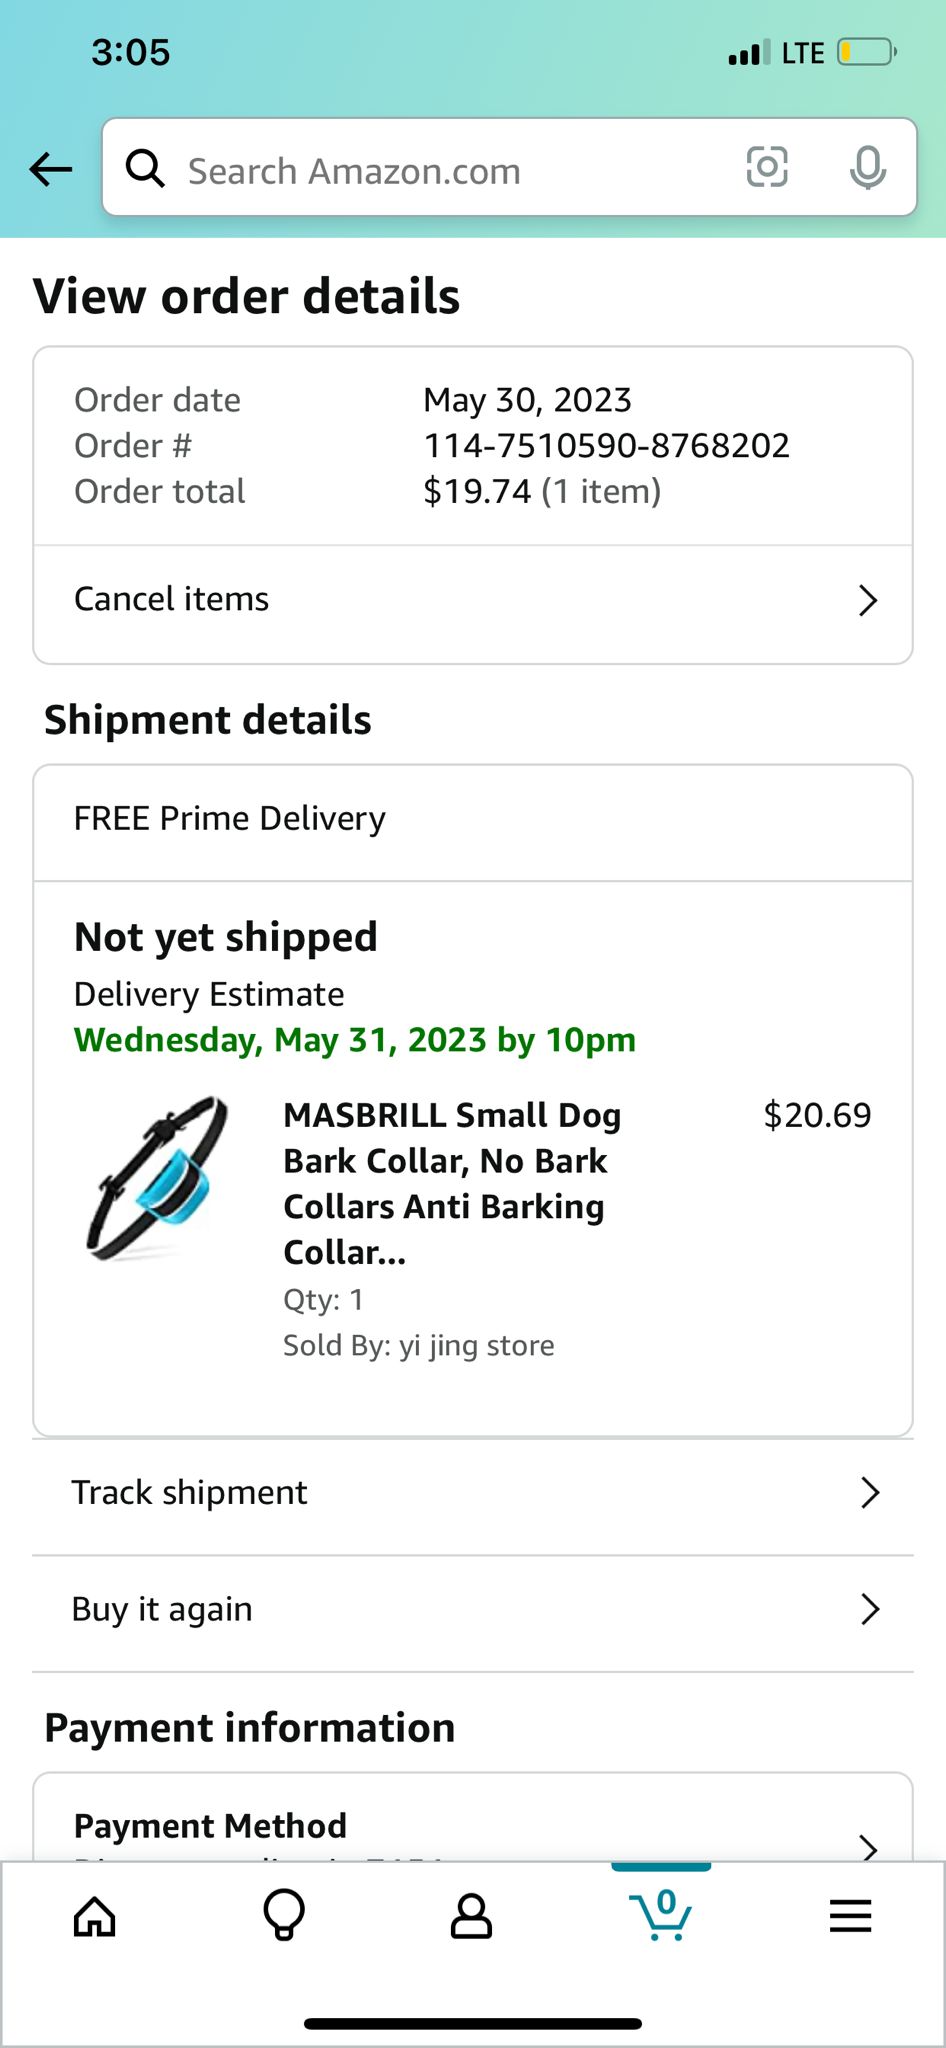 3:05
LTE
Search Amazon.com
View order details
Order date May 30, 2023
Order # 114-7510590-8768202
Order total $19.74 (1 item)
Cancel items
Shipment details
FREE Prime Delivery
Not yet shipped
Delivery Estimate
Wednesday, May 31, 2023 by 10pm
MASBRILL Small Dog $20.69
Bark Collar, No Bark
Collars Anti Barking
Collar...
Qty: 1
Sold By: yi jing store
Track shipment
Buy it again
Payment information
Payment Method
0